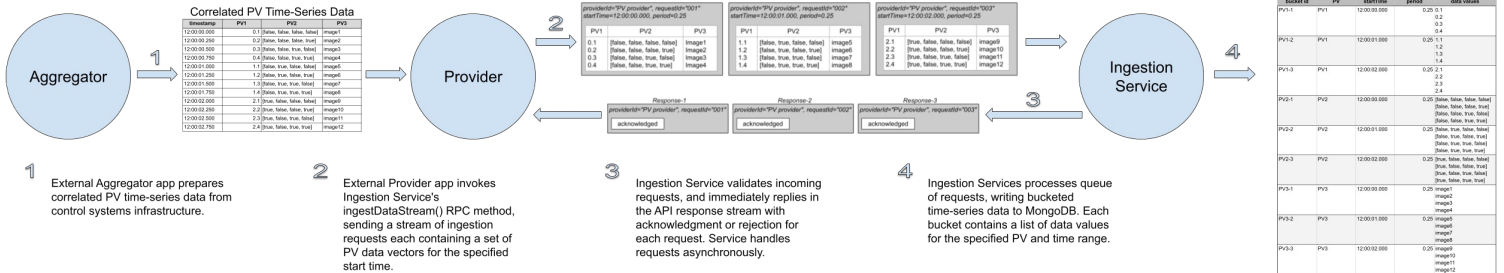 Correlated PV Time-Series Data
timestamp PV1 PV2 PV3
12:00:00.000 0.1 [false, false, false, false] image1
12:00:00.250 0.2 [false, false, false, true] image2
12:00:00.500 0.3 [false, false, true, false] image3
12:00:00.750 0.4 [false, false, true, true] image4
12:00:01.000 1.1 [false, true, false, false] image5
12:00:01.250 1.2 [false, true, false, true] image6
12:00:01.500 1.3 [false, true, true, false] image7
12:00:01.750 1.4 [false, true, true, true] image8
12:00:02.000 2.1 [true, false, false, false] image9
12:00:02.250 2.2 [true, false, false, true] image10
12:00:02.500 2.3 [true, false, true, false] image11
12:00:02.750 2.4 [true, false, true, true] image12
Aggregator
1
Provider
2
providerId="PV provider", requestId="001"
startTime=12:00:00.000, period=0.25
PV1 PV2 PV3
0.1 [false, false, false, false] Image1
0.2 [false, false, false, true] Image2
0.3 [false, false, true, false] Image3
0.4 [false, false, true, true] Image4
providerId="PV provider", requestId="002"
startTime=12:00:01.000, period=0.25
PV1 PV2 PV3
1.1 [false, true, false, false] image5
1.2 [false, true, false, true] image6
1.3 [false, true, true, false] image7
1.4 [false, true, true, true] image8
providerId="PV provider", requestId="003"
startTime=12:00:02.000, period=0.25
PV1 PV2 PV3
2.1 [true, false, false, false] image9
2.2 [true, false, false, true] image10
2.3 [true, false, true, false] image11
2.4 [true, false, true, true] image12
Response-1
providerId="PV provider", requestId="001"
acknowledged
Response-2
providerId="PV provider", requestId="002"
acknowledged
Response-3
providerId="PV provider", requestId="003"
acknowledged
3
Ingestion
Service
4
bucket id PV startTime period data values
PV1-1 PV1 12:00:00.000 0.25 0.1
0.2
0.3
0.4
PV1-2 PV1 12:00:01.000 0.25 1.1
1.2
1.3
1.4
PV1-3 PV1 12:00:02.000 0.25 2.1
2.2
2.3
2.4
PV2-1 PV2 12:00:00.000 0.25 [false, false, false, false]
[false, false, false, true]
[false, false, true, false]
[false, false, true, true]
PV2-2 PV2 12:00:01.000 0.25 [false, true, false, false]
[false, true, false, true]
[false, true, true, false]
[false, true, true, true]
PV2-3 PV2 12:00:02.000 0.25 [true, false, false, false]
[true, false, false, true]
[true, false, true, false]
[true, false, true, true]
PV3-1 PV3 12:00:00.000 0.25 image1
image2
image3
image4
PV3-2 PV3 12:00:01.000 0.25 image5
image6
image7
image8
PV3-3 PV3 12:00:02.000 0.25 image9
image10
image11
image12
1
External Aggregator app prepares
correlated PV time-series data from
control systems infrastructure.
2
External Provider app invokes
Ingestion Service's
ingestDataStream() RPC method,
sending a stream of ingestion
requests each containing a set of
PV data vectors for the specified
start time.
3
Ingestion Service validates incoming
requests, and immediately replies in
the API response stream with
acknowledgment or rejection for
each request. Service handles
requests asynchronously.
4
Ingestion Services processes queue
of requests, writing bucketed
time-series data to MongoDB. Each
bucket contains a list of data values
for the specified PV and time range.